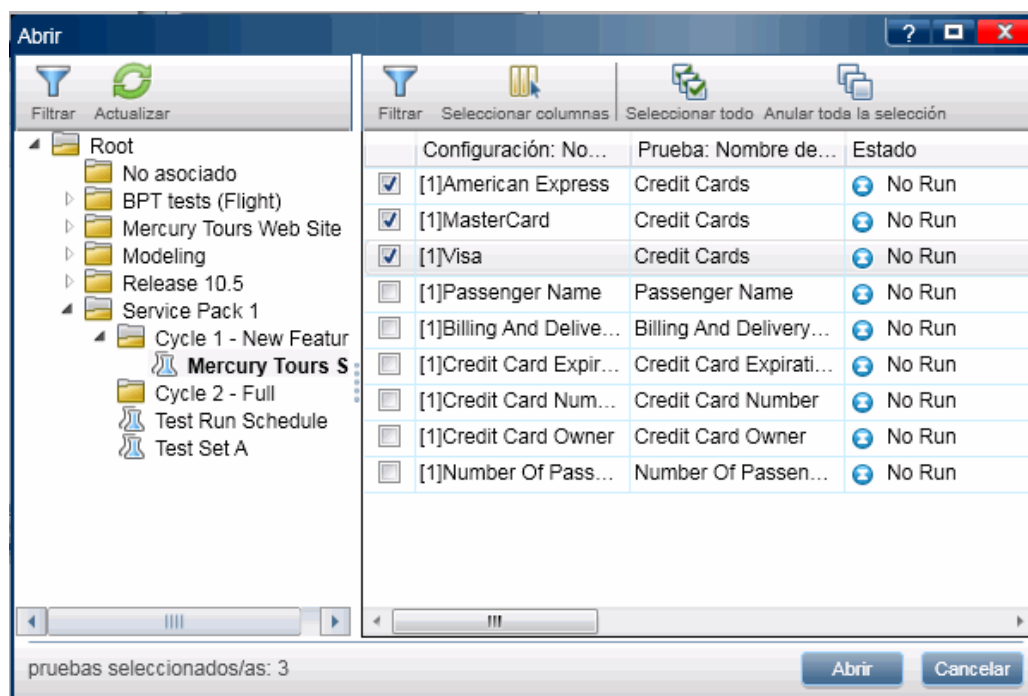 Abrir
Filtrar Actualizar
Filtrar Seleccionar columnas Seleccionar todo Anular toda la selección
Root
No asociado
BPT tests (Flight)
Mercury Tours Web Site
Modeling
Release 10.5
Service Pack 1
Cycle 1 - New Featur
Mercury Tours S
Cycle 2 - Full
Test Run Schedule
Test Set A
Configuración: No... Prueba: Nombre de... Estado
[1]American Express Credit Cards No Run
[1]MasterCard Credit Cards No Run
[1]Visa Credit Cards No Run
[1]Passenger Name Passenger Name No Run
[1]Billing And Delive... Billing And Delivery... No Run
[1]Credit Card Expir... Credit Card Expirati... No Run
[1]Credit Card Num... Credit Card Number No Run
[1]Credit Card Owner Credit Card Owner No Run
[1]Number Of Pass... Number Of Passen... No Run
pruebas seleccionados/as: 3
Abrir Cancelar